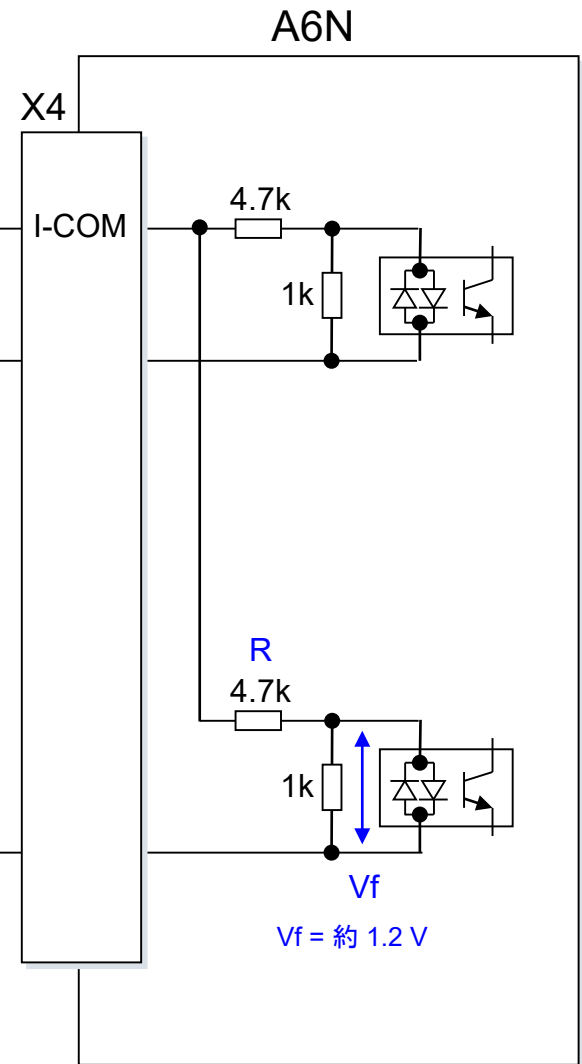 A6N
X4
I-COM
4.7k
1k
R
4.7k
1k
Vf
Vf = 約 1.2 V